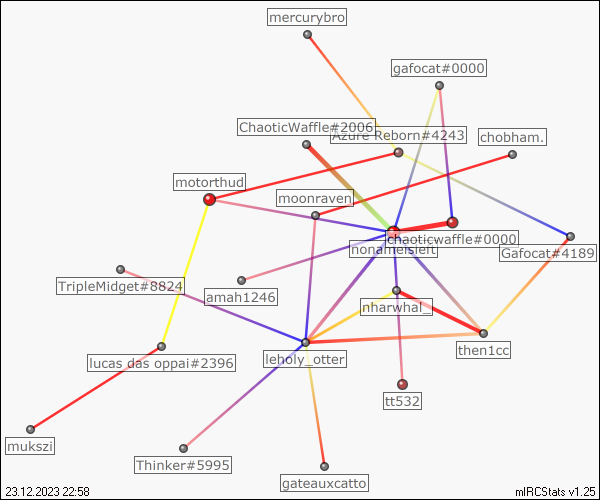 mercurybro
gafocat#0000
ChaoticWaffle#2006
Azure Reborn#4243
chobham.
motorthud
moonraven
chaoticwaffle#0000
nonameisleft
Gafocat#4189
TripleMidget#8824
amah1246
nharwhal_
then1cc
leholy_otter
lucas das oppai#2396
tt532
mukszi
Thinker#5995
gateauxcatto
23.12.2023 22:58
mIRCStats v1.25